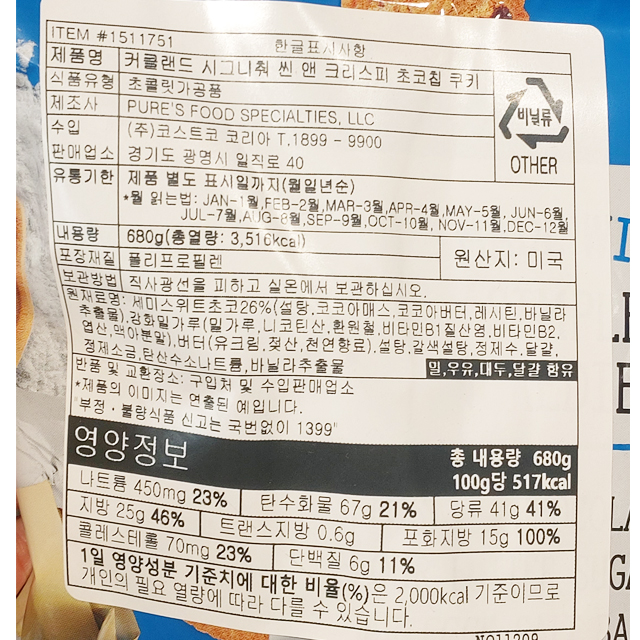 ITEM #1511751
한글표시사항
제품명 커클랜드 시그니춰 씬 앤 크리스피 초코칩 쿠키
식품유형 초콜릿가공품
제조사 PURE'S FOOD SPECIALTIES, LLC
수입 (주)코스트코 코리아 T.1899 - 9900
판매업소 경기도 광명시 일직로 40
비닐류
OTHER
유통기한 제품 별도 표시일까지(월일년순)
*월 읽는법: JAN-1월,FEB-2월,MAR-3월,APR-4월,MAY-5월, JUN-6월,
JUL-7월,AUG-8월,SEP-9월,OCT-10월, NOV-11월,DEC-12월
내용량 680g(총열량: 3,516kcal)
포장재질 폴리프로필렌
원산지: 미국
보관방법 직사광선을 피하고 실온에서 보관하십시오.
원재료명: 세미스위트초코26%(설탕,코코아매스,코코아버터,레시틴,바닐라
추출물),강화밀가루(밀가루,니코틴산,환원철,비타민B1질산염,비타민B2,
엽산,맥아분말),버터(유크림,젖산,천연향료),설탕,갈색설탕,정제수,달걀,
정제소금,탄산수소나트륨,바닐라추출물
밀,우유,대두,달걀 함유
반품 및 교환장소: 구입처 및 수입판매업소
*제품의 이미지는 연출된 예입니다.
"부정 · 불량식품 신고는 국번없이 1399"
영양정보
총 내용량 680g
100g당 517kcal
나트륨 450mg 23% 탄수화물 67g 21% 당류 41g 41%
지방 25g 46% 트랜스지방 0.6g 포화지방 15g 100%
콜레스테롤 70mg 23% 단백질 6g 11%
1일 영양성분 기준치에 대한 비율(%)은 2,000kcal 기준이므로
개인의 필요 열량에 따라 다를 수 있습니다.